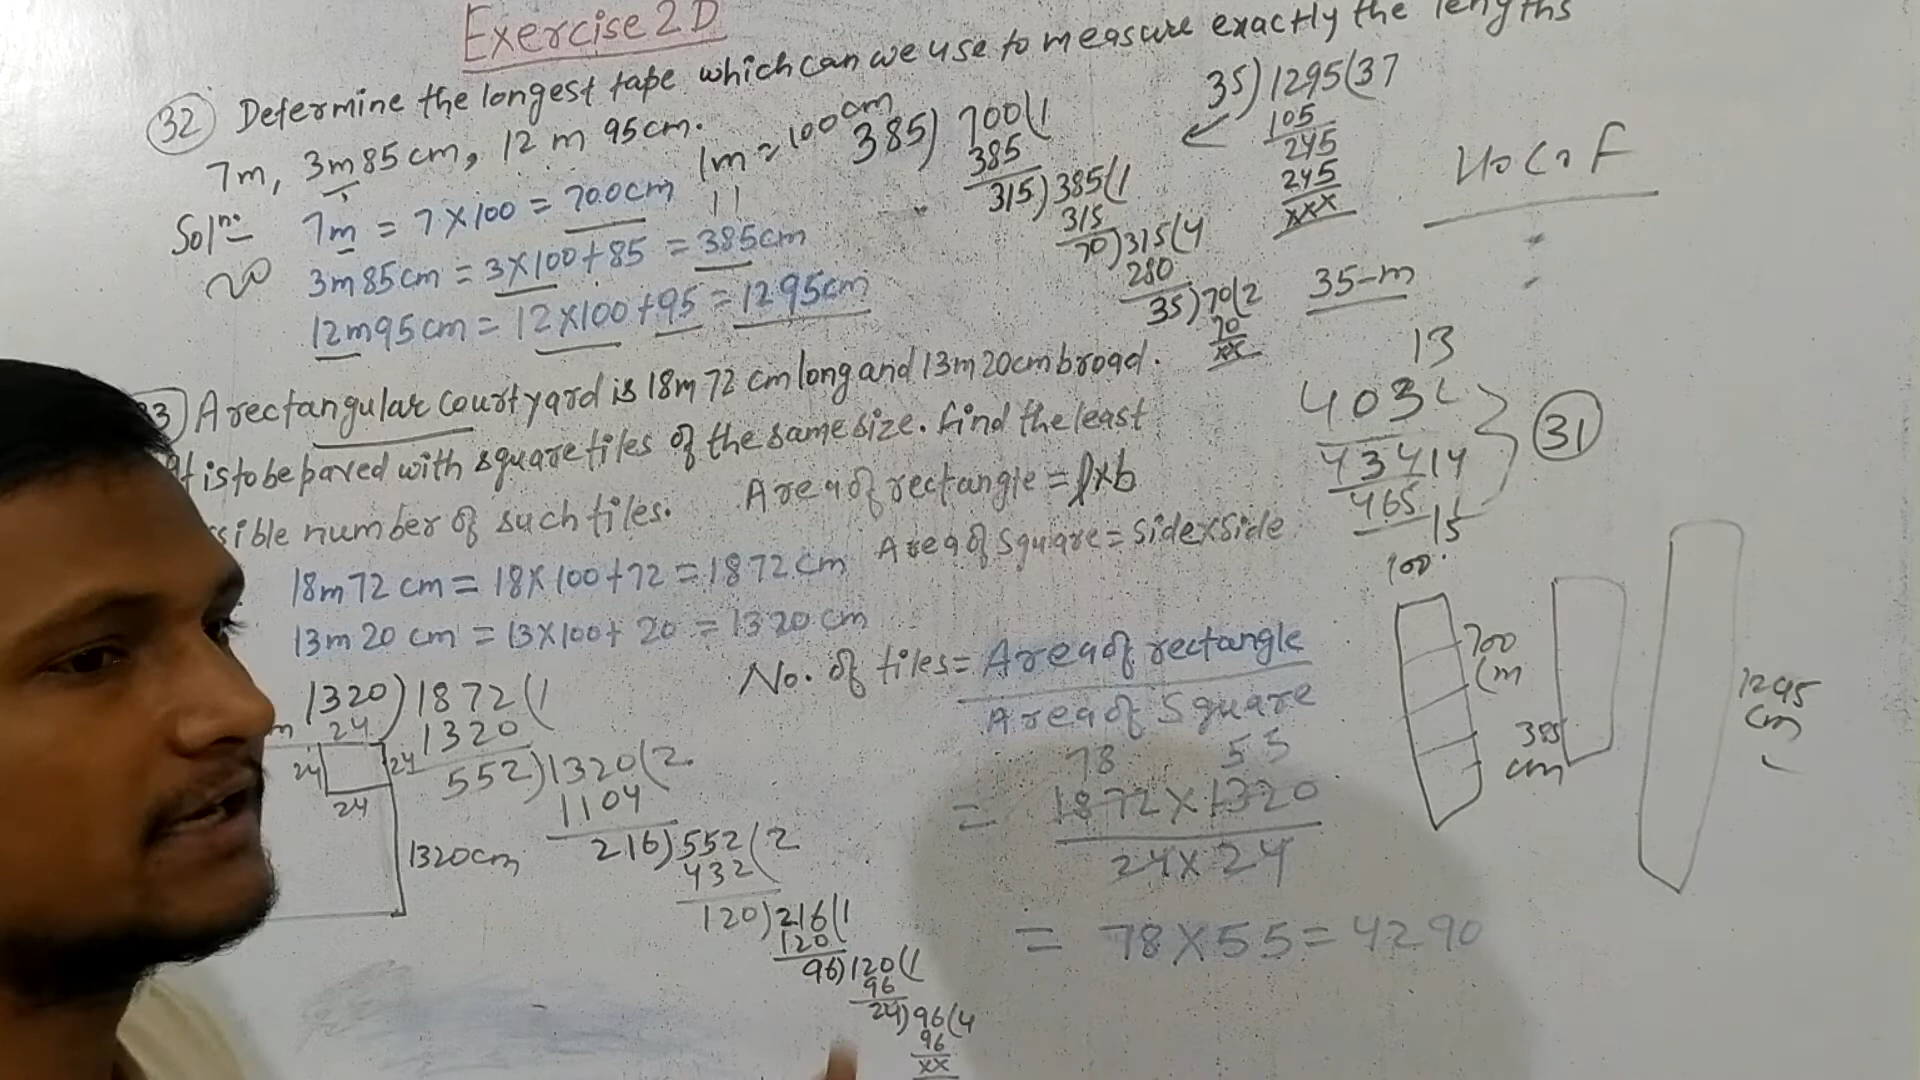 Exercise 2D
32 Determine the longest tape which can we use to measure exactly the lengths
7m, 3m85cm, 12 m 95cm.
1m = 100cm
Soln:-
7m = 7×100 = 700cm
3m85cm = 3×100+85 = 385cm
12m95cm = 12×100+95 = 1295cm
385) 700(1
385
315) 385(1
315
70) 315(4
280
35) 70(2
70
xx
35) 1295(37
105
245
245
xxx
H.C.F
35-m
13
403
434 14
465
15
31
3) A rectangular courtyard is 18m 72 cm long and 13m 20cm broad.
It is to be paved with square tiles of the same size. find the least
ssible number of such tiles.
Area of rectangle = l×b
Area of Square = side×side
18m72 cm = 18×100+72 = 1872 cm
13m 20 cm = 13×100+ 20 = 1320 cm
1320) 1872(1
1320
552) 1320(2
1104
216) 552(2
432
120) 216(1
120
96) 120(1
96
24) 96(4
96
xx
m
24
24
24
24
1320cm
No. of tiles = Area of rectangle
Area of Square
78 55
= 1872×1320
24×24
= 78×55=4290
100
700
cm
385
cm
1295
cm